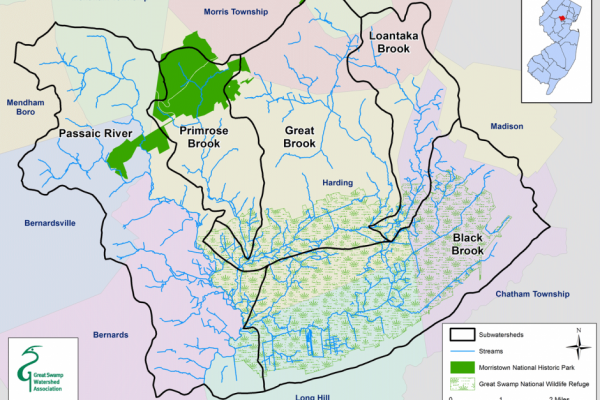 Morris Township
Loantaka
Brook
Mendham
Boro
Passaic River
Primrose
Brook
Great
Brook
Madison
Harding
Bernardsville
Black
Brook
Chatham Township
Bernards
Long Hill
Great Swamp
Watershed
Association
Subwatersheds
Streams
Morristown National Historic Park
Great Swamp National Wildlife Refuge
N
0 1 2 Miles